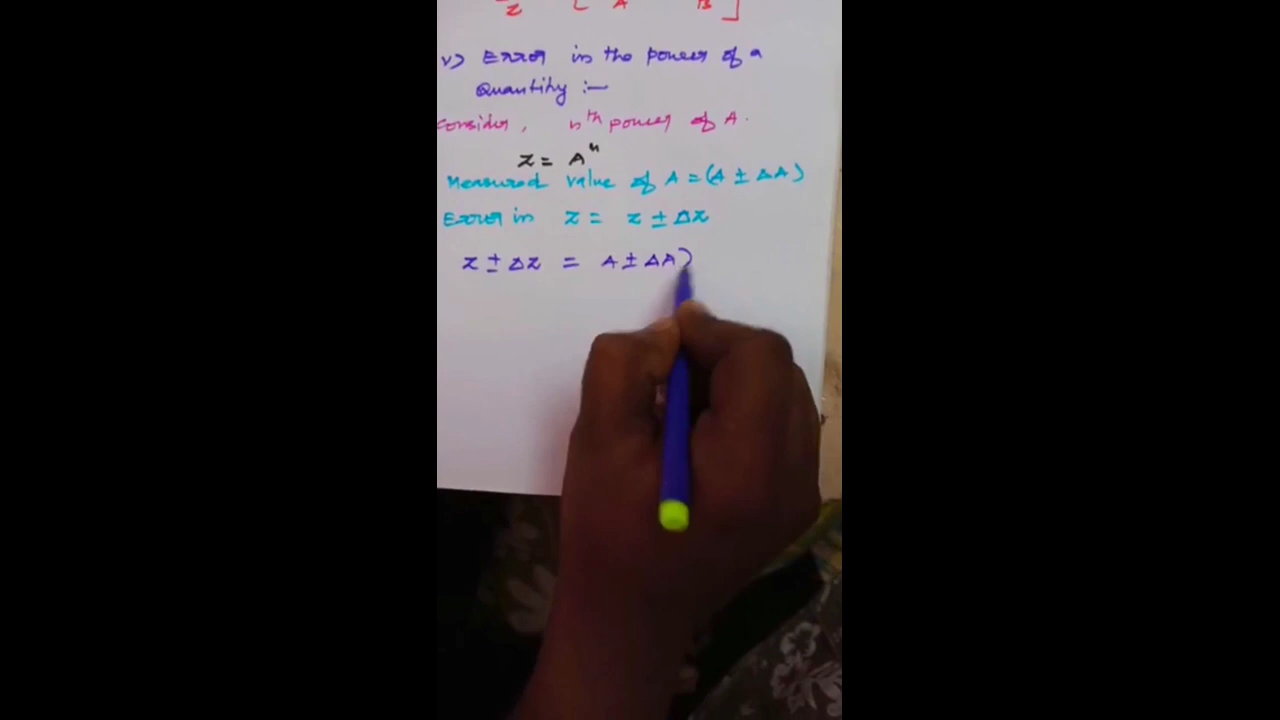 z [ A B ]
v) Error in the power of a
Quantity :-
Consider, nth power of A.
z = Aⁿ
Measured value of A = (A ± ΔA)
Error in z = z ± Δz
z ± Δz = A ± ΔA)